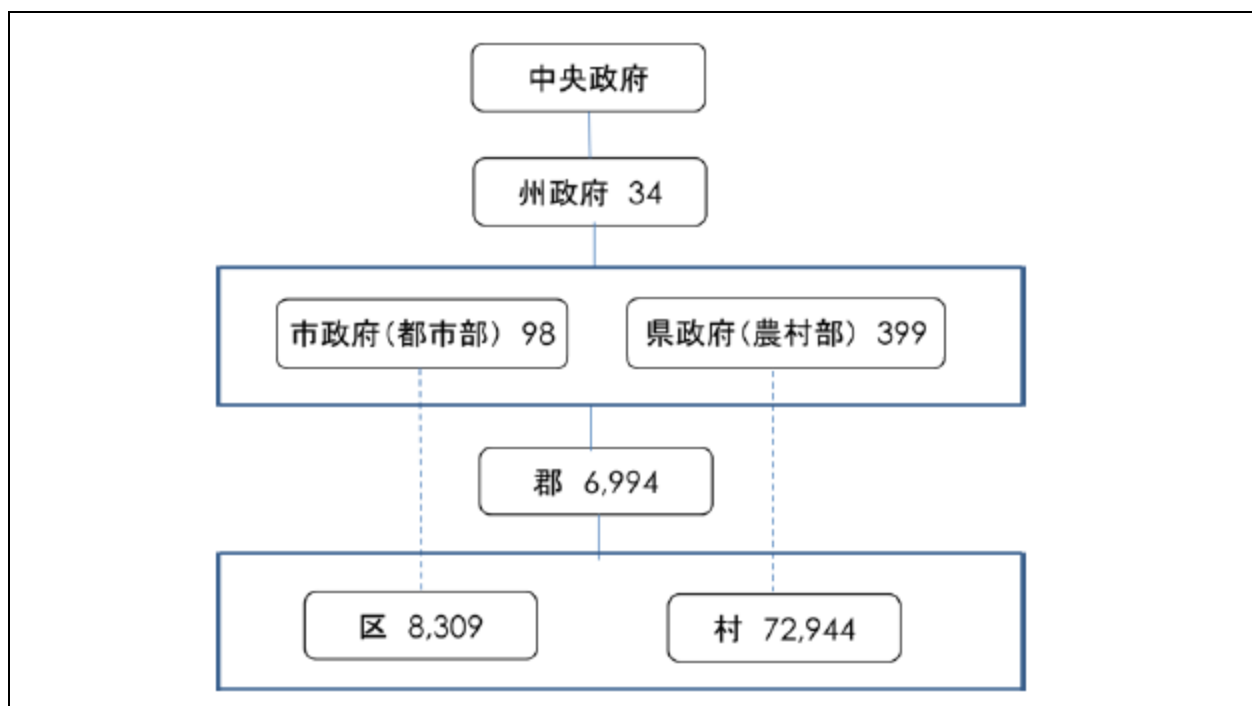 中央政府
州政府 34
市政府(都市部) 98
県政府(農村部) 399
郡 6,994
区 8,309
村 72,944